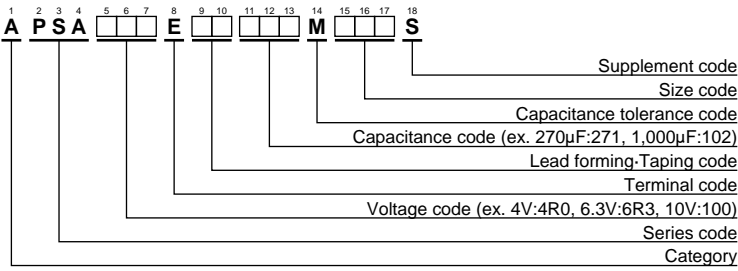 1 2 3 4 5 6 7 8 9 10 11 12 13 14 15 16 17 18
A P S A E M S
Supplement code
Size code
Capacitance tolerance code
Capacitance code (ex. 270µF:271, 1,000µF:102)
Lead forming·Taping code
Terminal code
Voltage code (ex. 4V:4R0, 6.3V:6R3, 10V:100)
Series code
Category